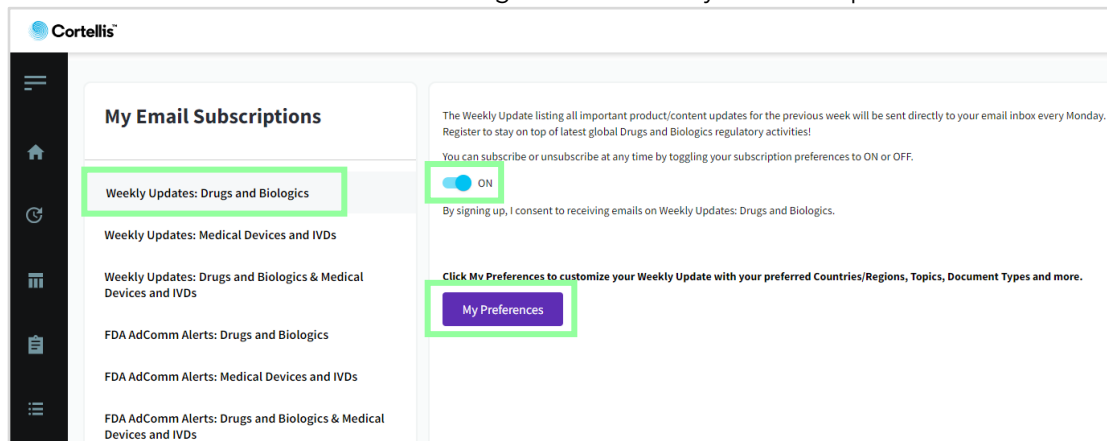 Cortellis™
My Email Subscriptions
Weekly Updates: Drugs and Biologics
Weekly Updates: Medical Devices and IVDs
Weekly Updates: Drugs and Biologics & Medical
Devices and IVDs
FDA AdComm Alerts: Drugs and Biologics
FDA AdComm Alerts: Medical Devices and IVDs
FDA AdComm Alerts: Drugs and Biologics & Medical
Devices and IVDs
The Weekly Update listing all important product/content updates for the previous week will be sent directly to your email inbox every Monday.
Register to stay on top of latest global Drugs and Biologics regulatory activities!
You can subscribe or unsubscribe at any time by toggling your subscription preferences to ON or OFF.
ON
By signing up, I consent to receiving emails on Weekly Updates: Drugs and Biologics.
Click My Preferences to customize your Weekly Update with your preferred Countries/Regions, Topics, Document Types and more.
My Preferences